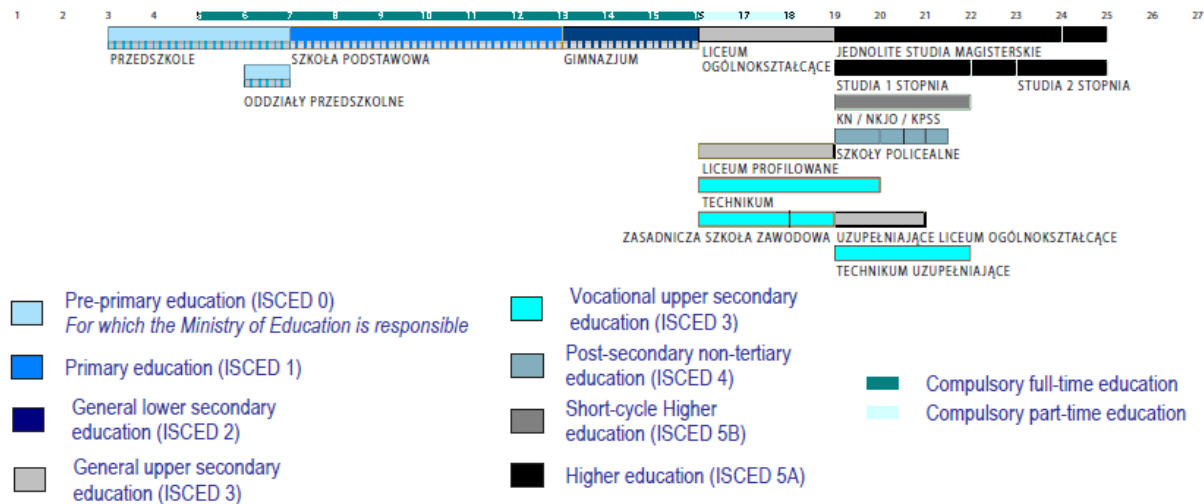 1 2 3 4 5 6 7 8 9 10 11 12 13 14 15 16 17 18 19 20 21 22 23 24 25 26 27
PRZEDSZKOLE SZKOŁA PODSTAWOWA GIMNAZJUM LICEUM OGÓLNOKSZTAŁCĄCE JEDNOLITE STUDIA MAGISTERSKIE
ODDZIAŁY PRZEDSZKOLNE
STUDIA 1 STOPNIA STUDIA 2 STOPNIA
KN / NKJO / KPSS
SZKOŁY POLICEALNE
LICEUM PROFILOWANE
TECHNIKUM
ZASADNICZA SZKOŁA ZAWODOWA UZUPEŁNIAJĄCE LICEUM OGÓLNOKSZTAŁCĄCE
TECHNIKUM UZUPEŁNIAJĄCE
Pre-primary education (ISCED 0)
For which the Ministry of Education is responsible
Primary education (ISCED 1)
General lower secondary
education (ISCED 2)
General upper secondary
education (ISCED 3)
Vocational upper secondary
education (ISCED 3)
Post-secondary non-tertiary
education (ISCED 4)
Short-cycle Higher
education (ISCED 5B)
Higher education (ISCED 5A)
Compulsory full-time education
Compulsory part-time education